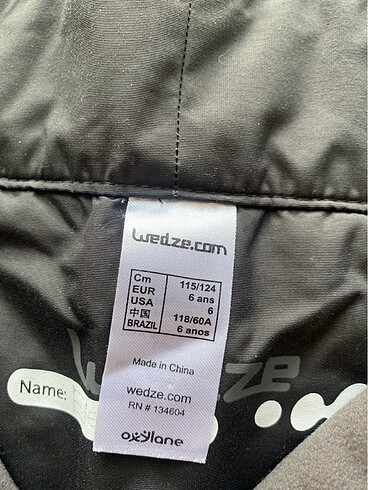 wedze.com
Cm 115/124
EUR 6 ans
USA 6
中国 118/60A
BRAZIL 6 anos
Made in China
wedze.com
RN # 134604
oxylane
Name: